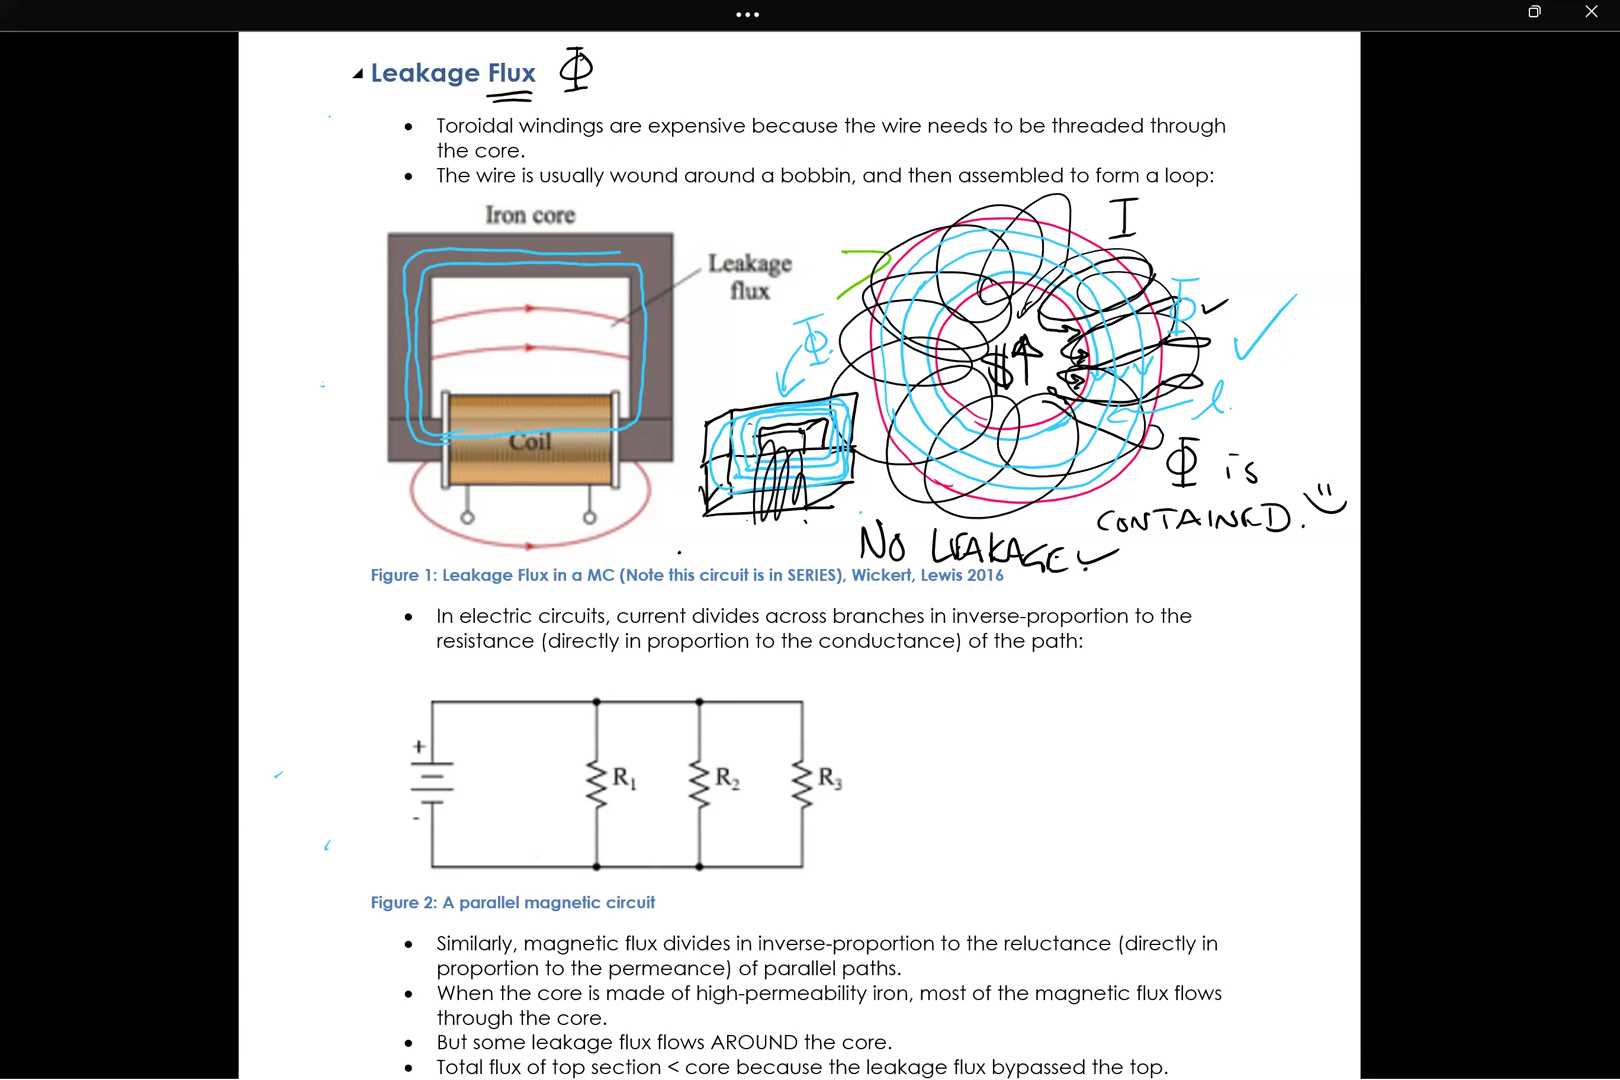 Leakage Flux Φ
• Toroidal windings are expensive because the wire needs to be threaded through
the core.
• The wire is usually wound around a bobbin, and then assembled to form a loop:
Iron core
Leakage
flux
Coil
Φ
I
Φ
$↑
l.
Φ is
CONTAINED.
NO LEAKAGE
Figure 1: Leakage Flux in a MC (Note this circuit is in SERIES), Wickert, Lewis 2016
• In electric circuits, current divides across branches in inverse-proportion to the
resistance (directly in proportion to the conductance) of the path:
+
-
R₁
R₂
R₃
Figure 2: A parallel magnetic circuit
• Similarly, magnetic flux divides in inverse-proportion to the reluctance (directly in
proportion to the permeance) of parallel paths.
• When the core is made of high-permeability iron, most of the magnetic flux flows
through the core.
• But some leakage flux flows AROUND the core.
• Total flux of top section < core because the leakage flux bypassed the top.